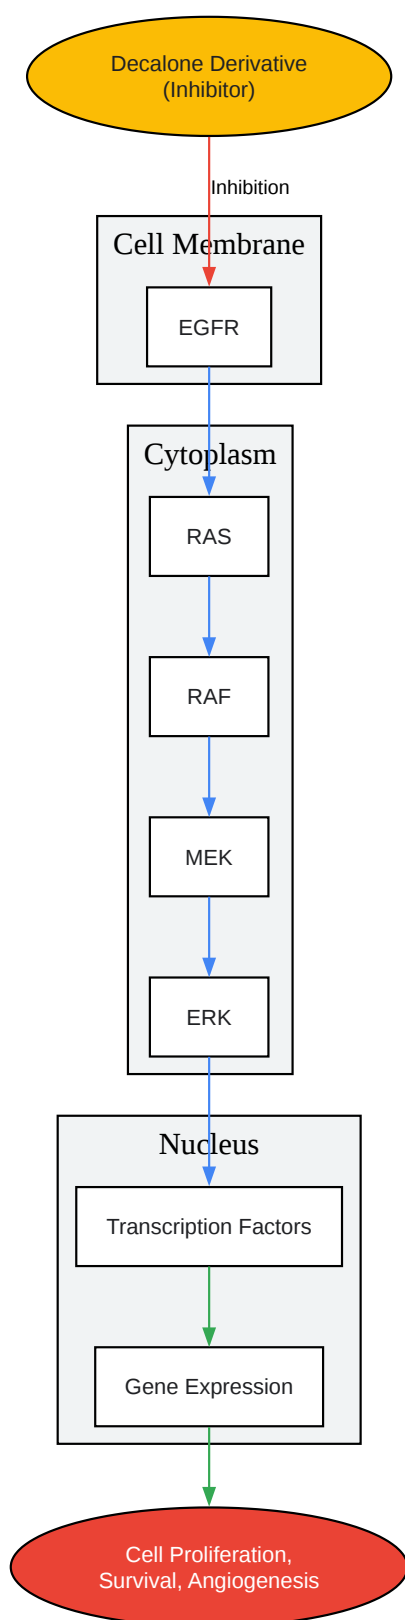 Decalone Derivative
(Inhibitor)
Inhibition
Cell Membrane
EGFR
Cytoplasm
RAS
RAF
MEK
ERK
Nucleus
Transcription Factors
Gene Expression
Cell Proliferation,
Survival, Angiogenesis